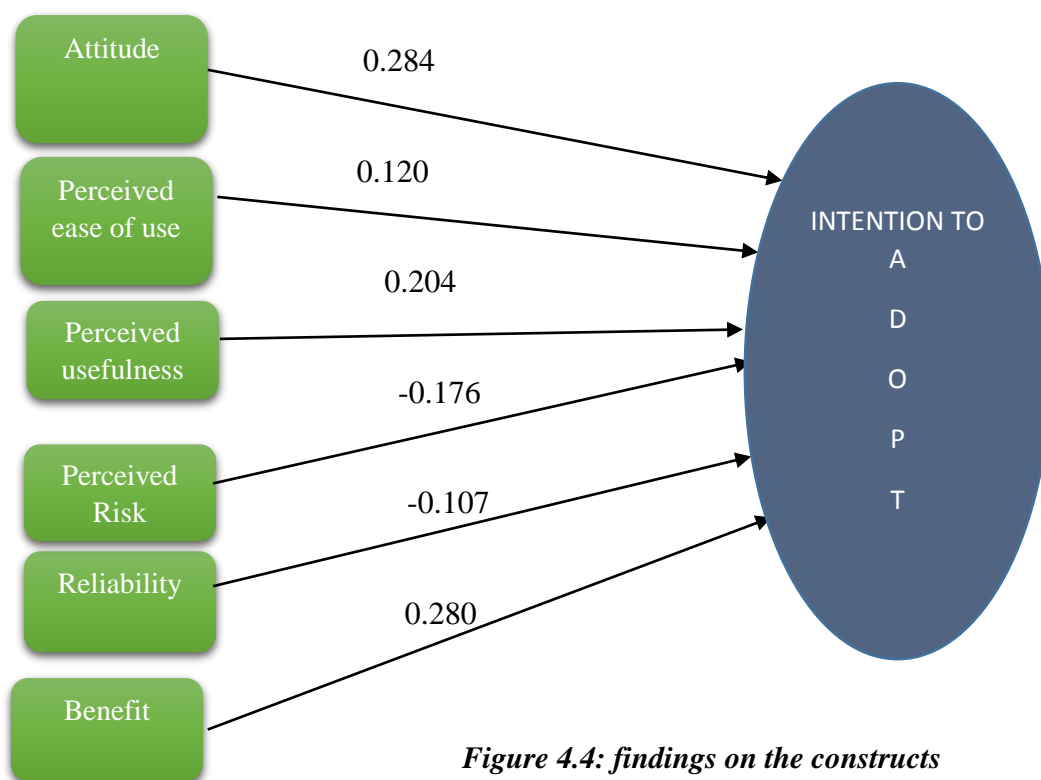 Attitude
0.284
Perceived
ease of use
0.120
Perceived
usefulness
0.204
Perceived
Risk
-0.176
Reliability
-0.107
Benefit
0.280
INTENTION TO
A
D
O
P
T
Figure 4.4: findings on the constructs